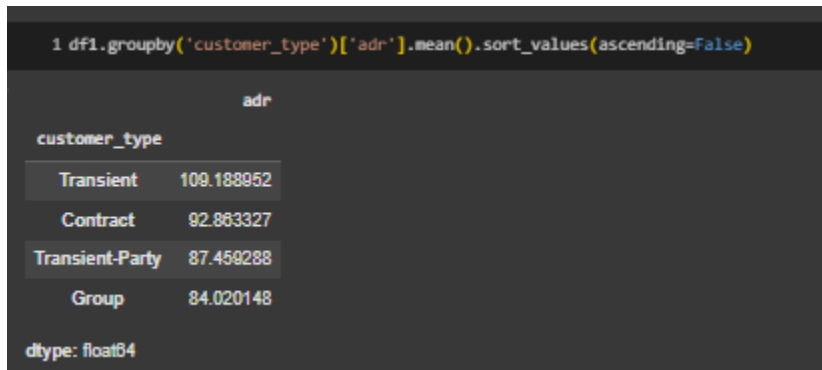 1 df1.groupby('customer_type')['adr'].mean().sort_values(ascending=False)
adr
customer_type
Transient 109.188952
Contract 92.863327
Transient-Party 87.459288
Group 84.020148
dtype: float64